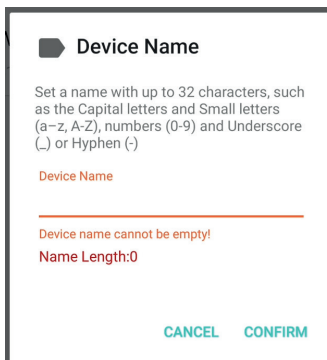 Device Name
Set a name with up to 32 characters, such
as the Capital letters and Small letters
(a–z, A-Z), numbers (0-9) and Underscore
(_) or Hyphen (-)
Device Name
Device name cannot be empty!
Name Length:0
CANCEL CONFIRM